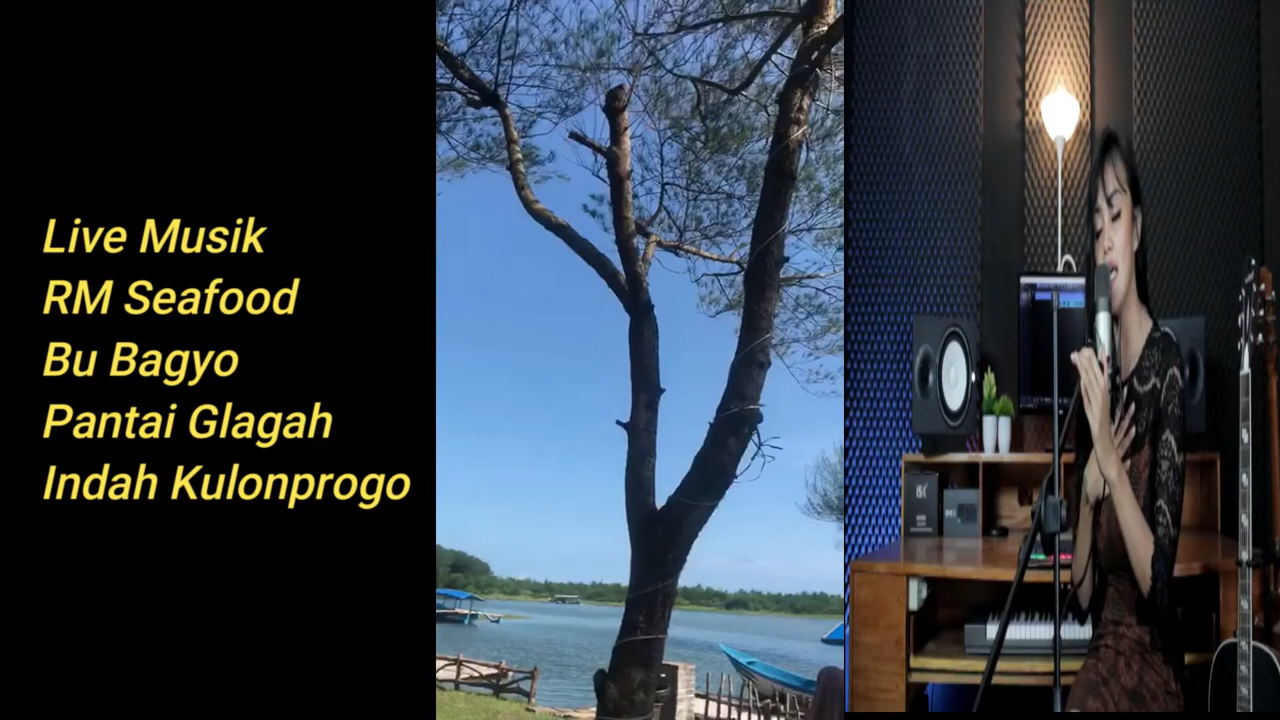 Live Musik
RM Seafood
Bu Bagyo
Pantai Glagah
Indah Kulonprogo